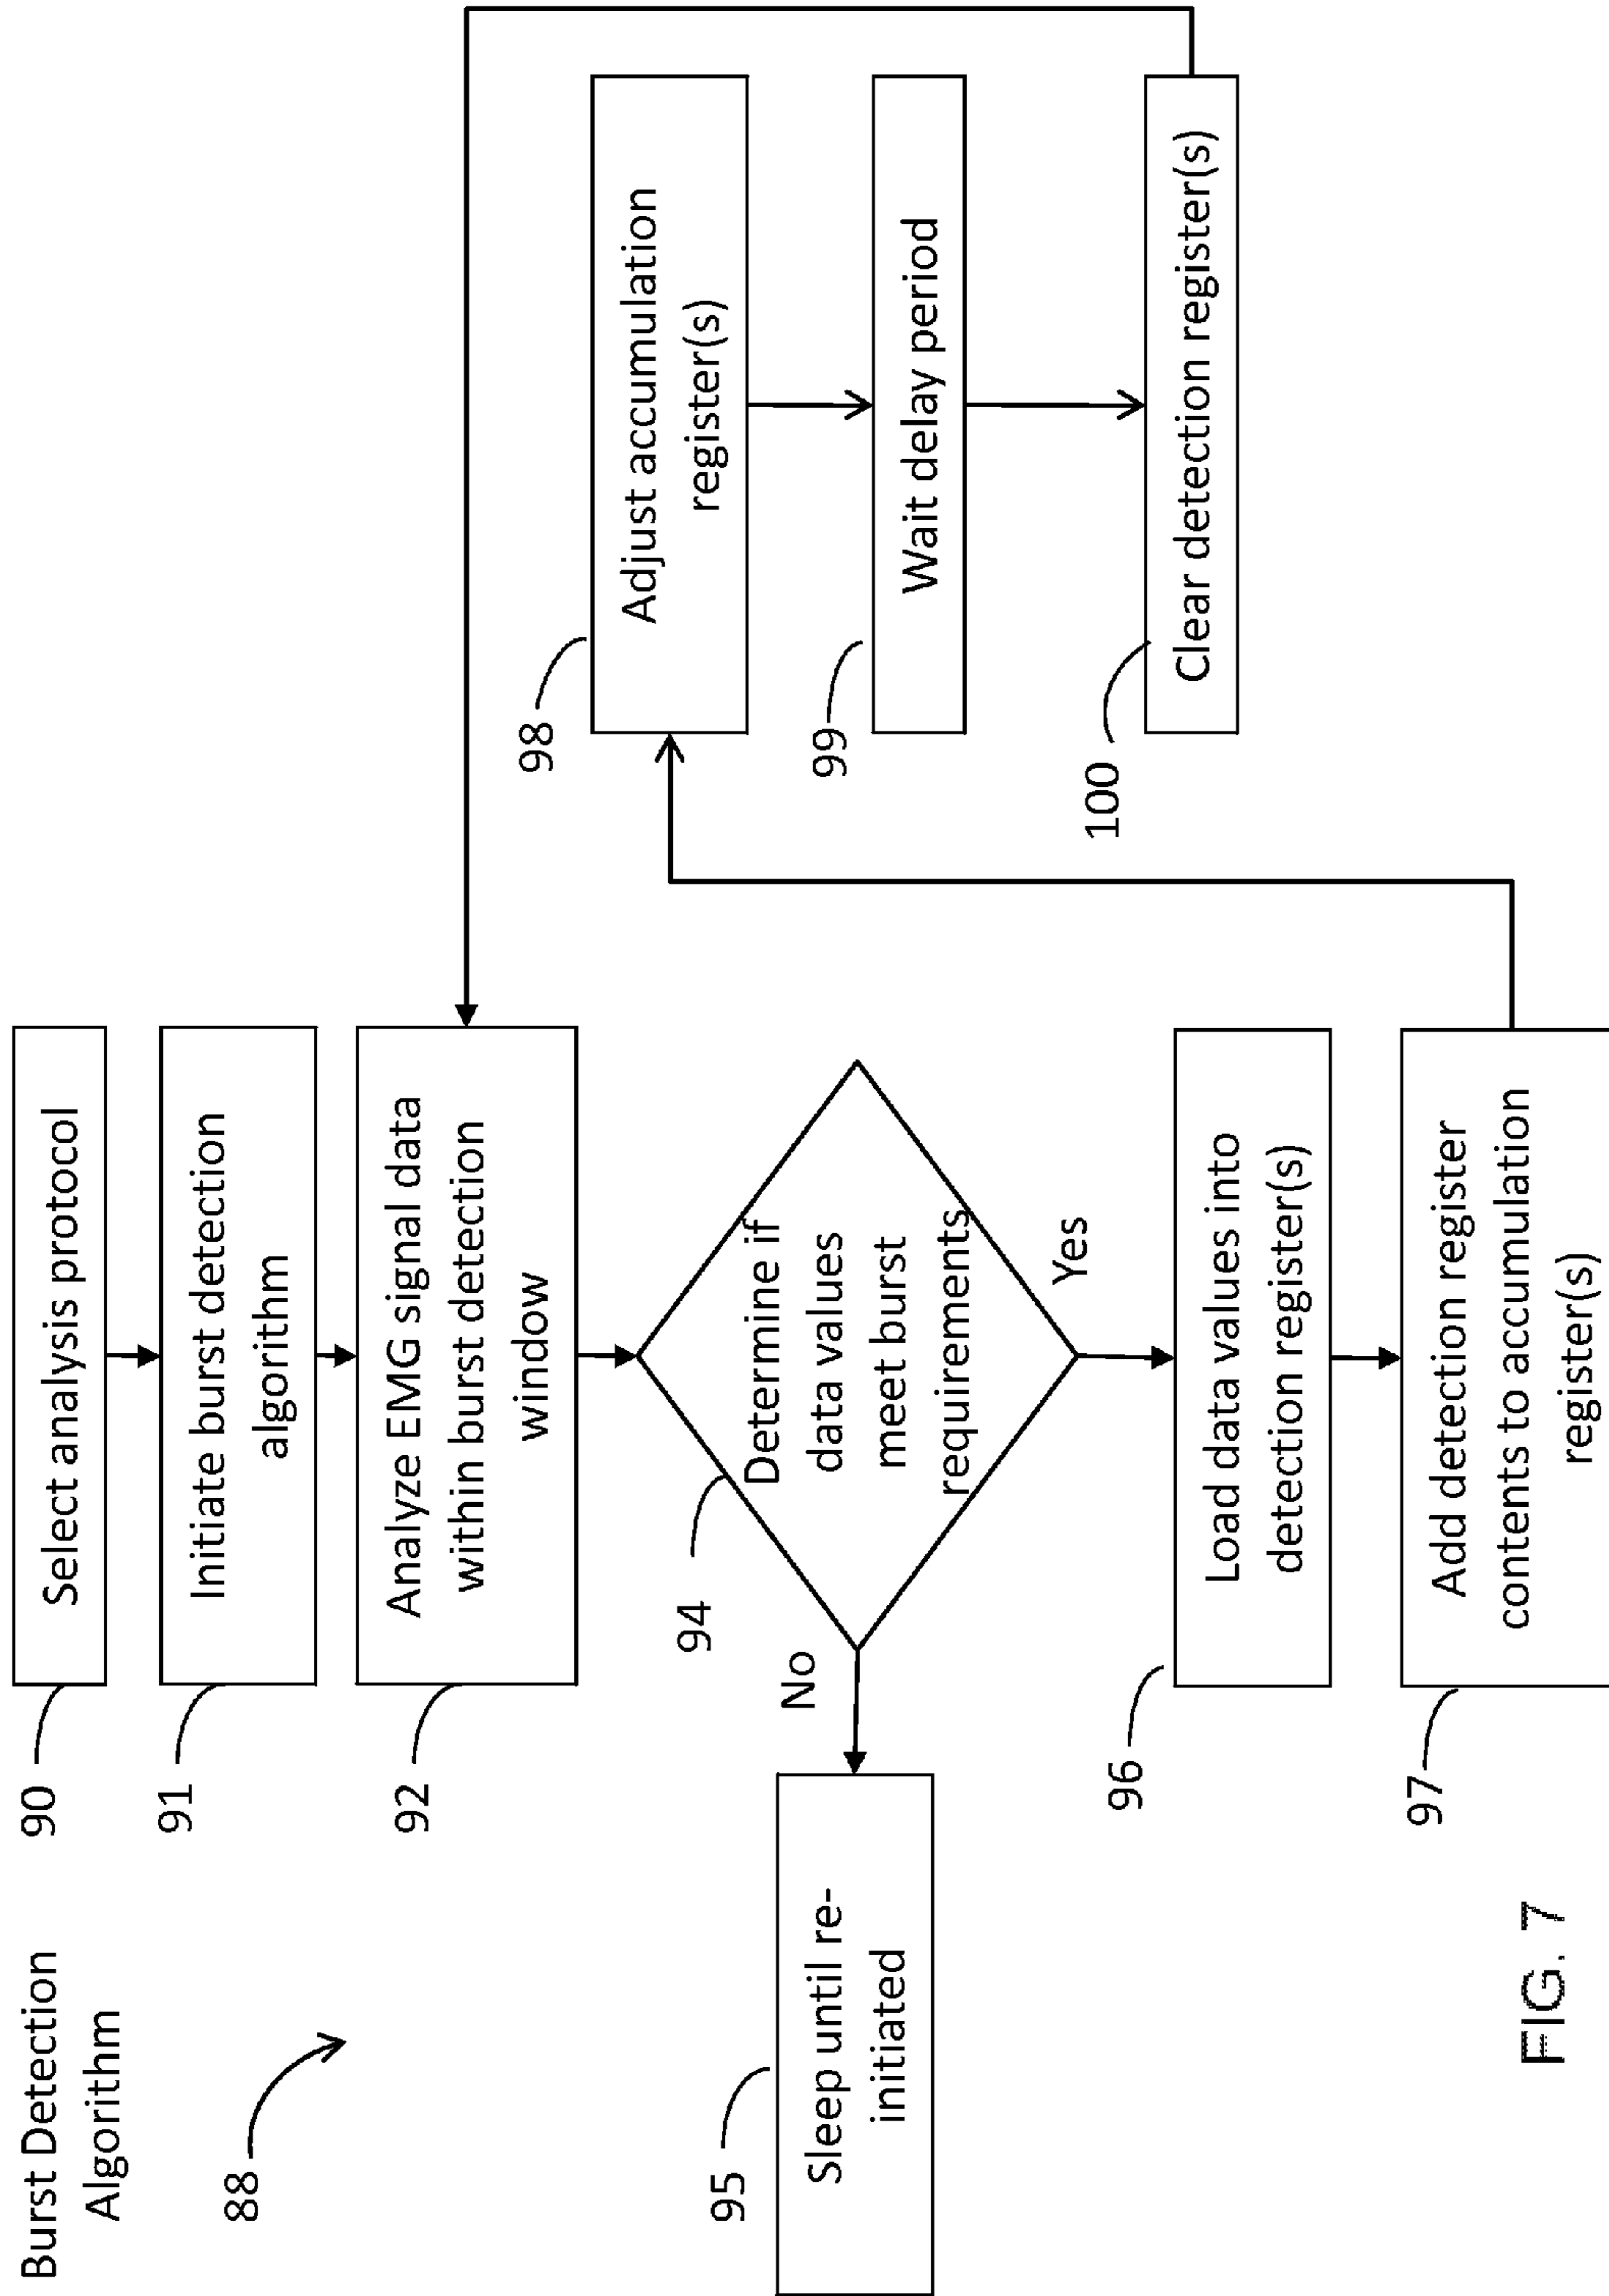 Burst Detection
Algorithm
88
90
Select analysis protocol
91
Initiate burst detection
algorithm
92
Analyze EMG signal data
within burst detection
window
94
Determine if
data values
meet burst
requirements
No
Yes
95
Sleep until re-
initiated
96
Load data values into
detection register(s)
97
Add detection register
contents to accumulation
register(s)
98
Adjust accumulation
register(s)
99
Wait delay period
100
Clear detection register(s)
FIG. 7